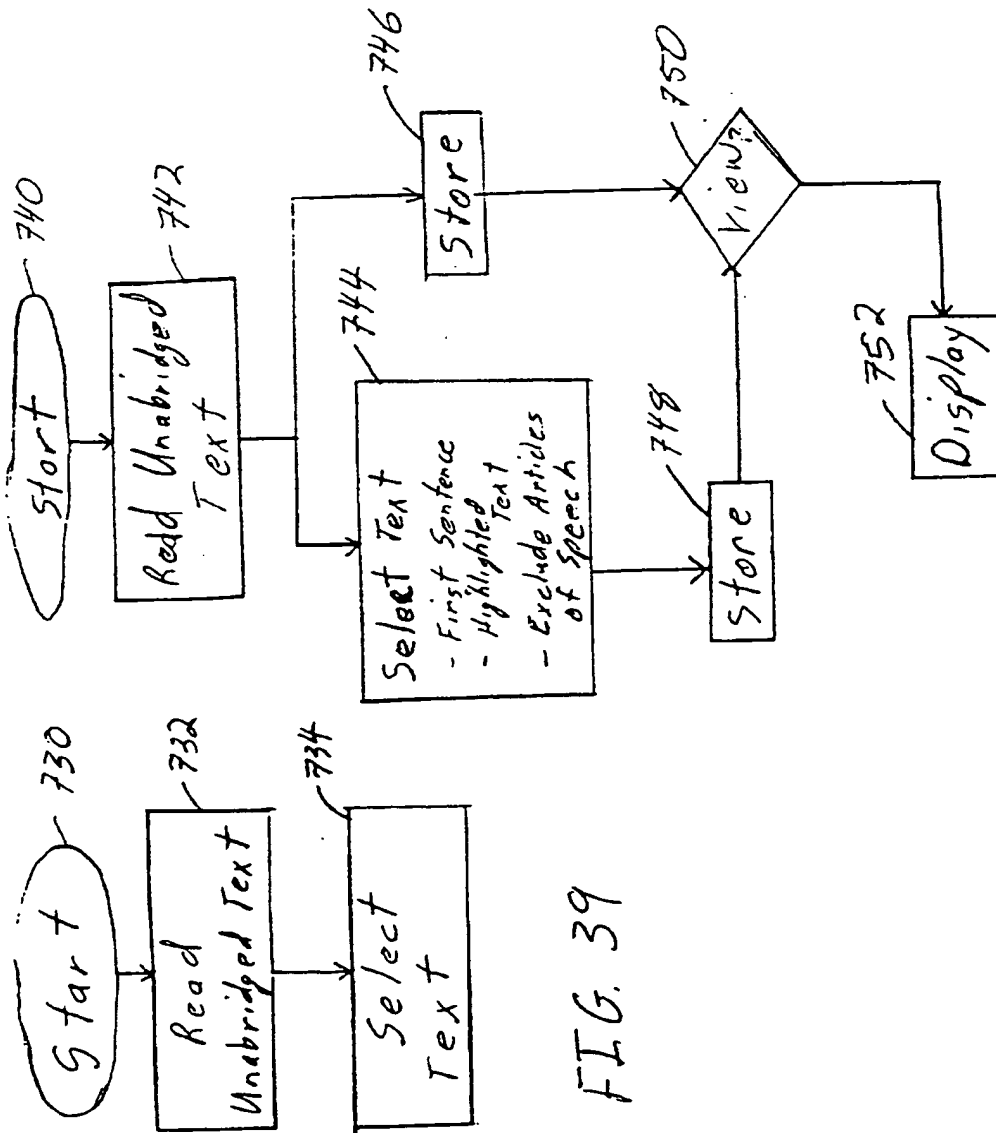 Start
730
Read
Unabridged Text
732
Select
Text
734
FIG. 39
Start
740
Read Unabridged
Text
742
Select Text
- First Sentence
- Highlighted
Text
- Exclude Articles
of Speech
744
Store
746
Store
748
View?
750
Display
752